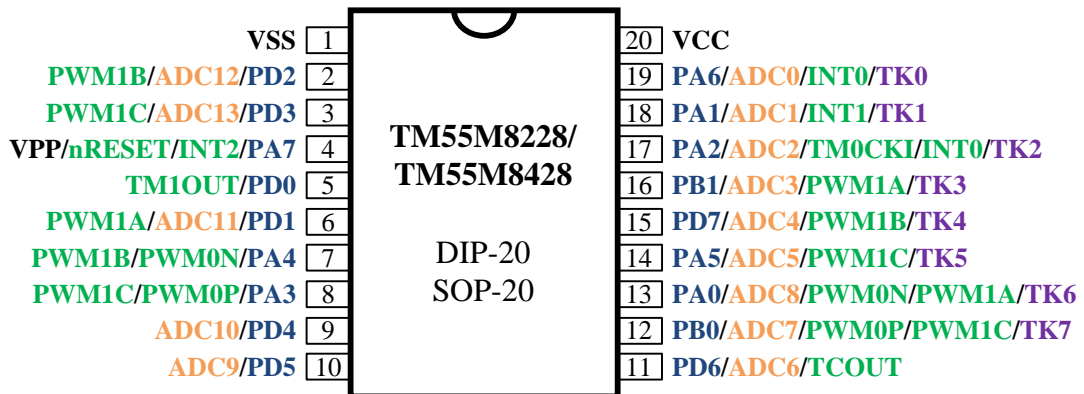 VSS 1
PWM1B/ADC12/PD2 2
PWM1C/ADC13/PD3 3
VPP/nRESET/INT2/PA7 4
TM1OUT/PD0 5
PWM1A/ADC11/PD1 6
PWM1B/PWM0N/PA4 7
PWM1C/PWM0P/PA3 8
ADC10/PD4 9
ADC9/PD5 10
TM55M8228/
TM55M8428
DIP-20
SOP-20
20 VCC
19 PA6/ADC0/INT0/TK0
18 PA1/ADC1/INT1/TK1
17 PA2/ADC2/TM0CKI/INT0/TK2
16 PB1/ADC3/PWM1A/TK3
15 PD7/ADC4/PWM1B/TK4
14 PA5/ADC5/PWM1C/TK5
13 PA0/ADC8/PWM0N/PWM1A/TK6
12 PB0/ADC7/PWM0P/PWM1C/TK7
11 PD6/ADC6/TCOUT